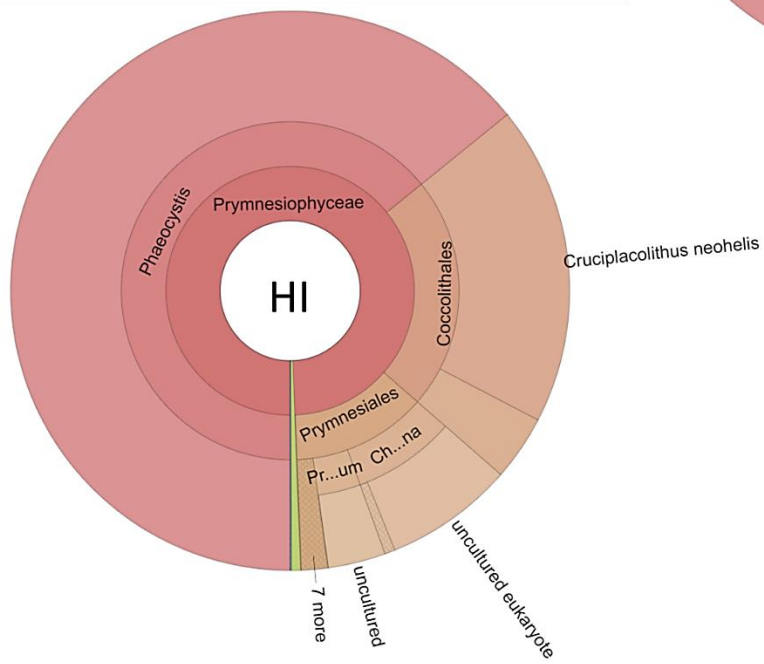 Prymnesiophyceae
Phaeocystis
HI
Coccolithales
Cruciplacolithus neohelis
Prymnesiales
Pr...um
Ch...na
7 more
uncultured
uncultured eukaryote